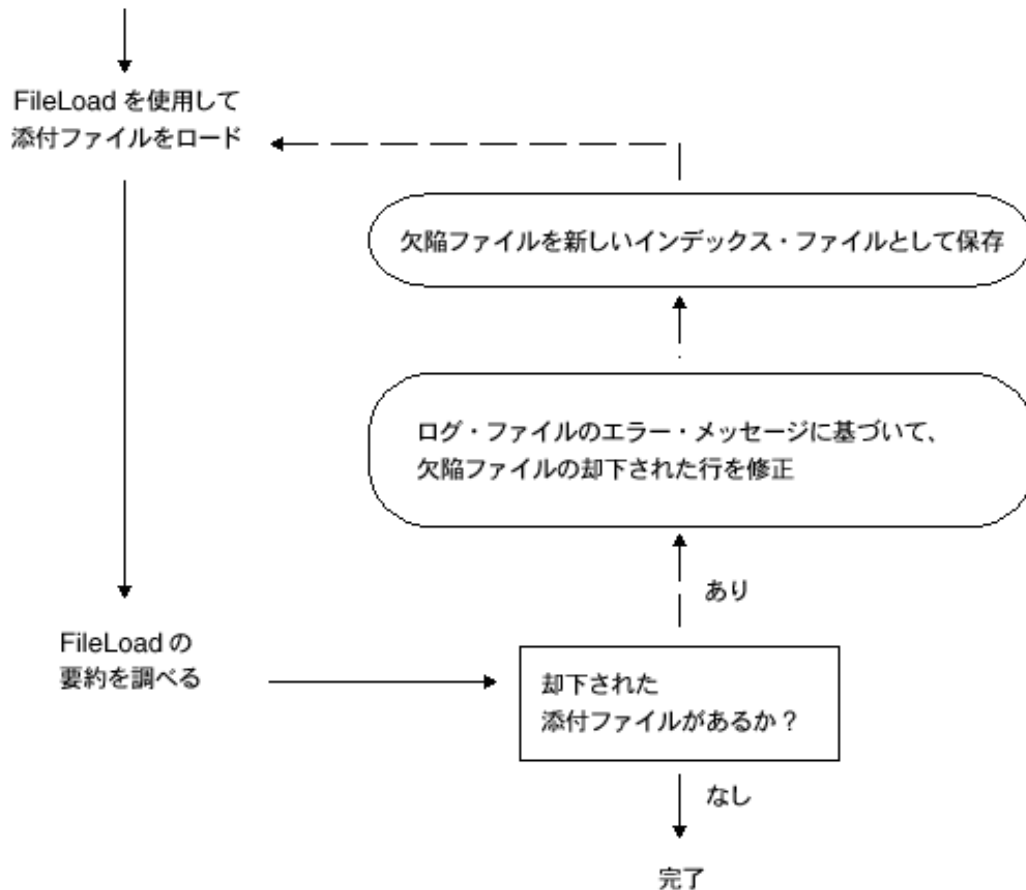 FileLoad を使用して
添付ファイルをロード
欠陥ファイルを新しいインデックス・ファイルとして保存
ログ・ファイルのエラー・メッセージに基づいて、
欠陥ファイルの却下された行を修正
あり
FileLoad の
要約を調べる
却下された
添付ファイルがあるか？
なし
完了